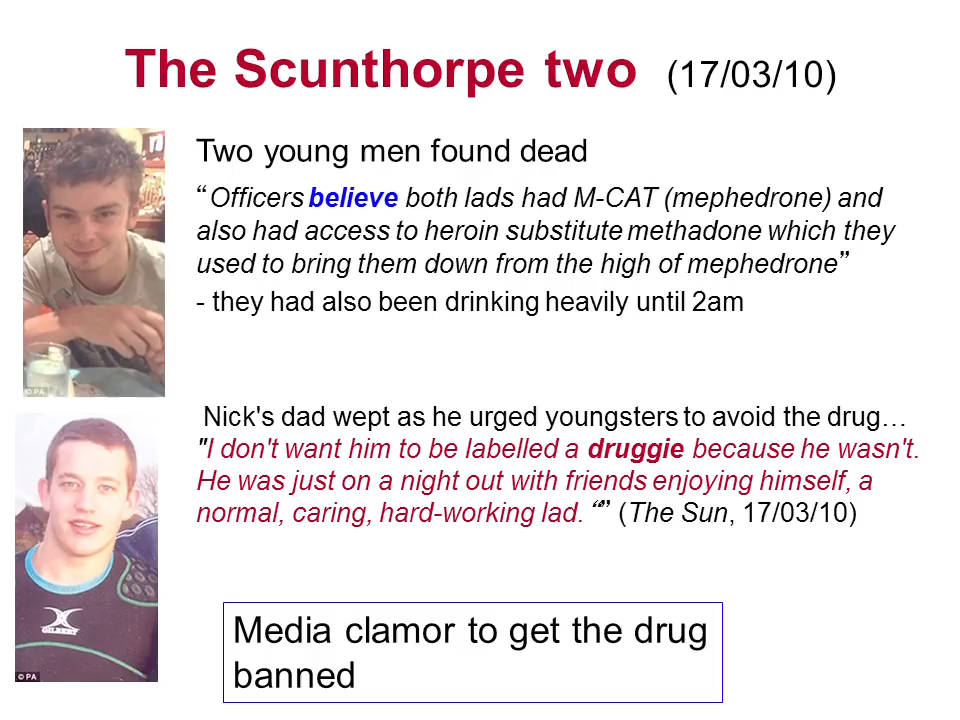 The Scunthorpe two (17/03/10)
Two young men found dead
“Officers believe both lads had M-CAT (mephedrone) and
also had access to heroin substitute methadone which they
used to bring them down from the high of mephedrone”
- they had also been drinking heavily until 2am
© PA
Nick's dad wept as he urged youngsters to avoid the drug…
"I don't want him to be labelled a druggie because he wasn't.
He was just on a night out with friends enjoying himself, a
normal, caring, hard-working lad. “” (The Sun, 17/03/10)
GILBERT
© PA
Media clamor to get the drug
banned